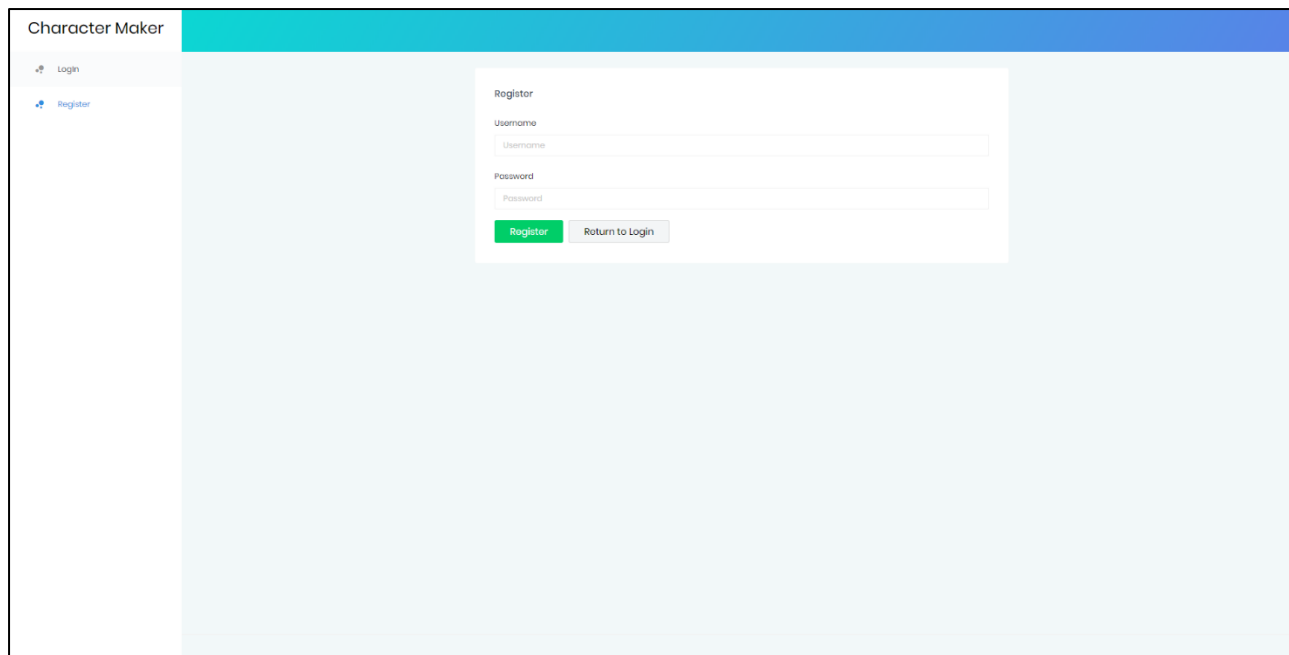 Character Maker
LogIn
Register
Register
Username
Username
Password
Password
Register Return to Login